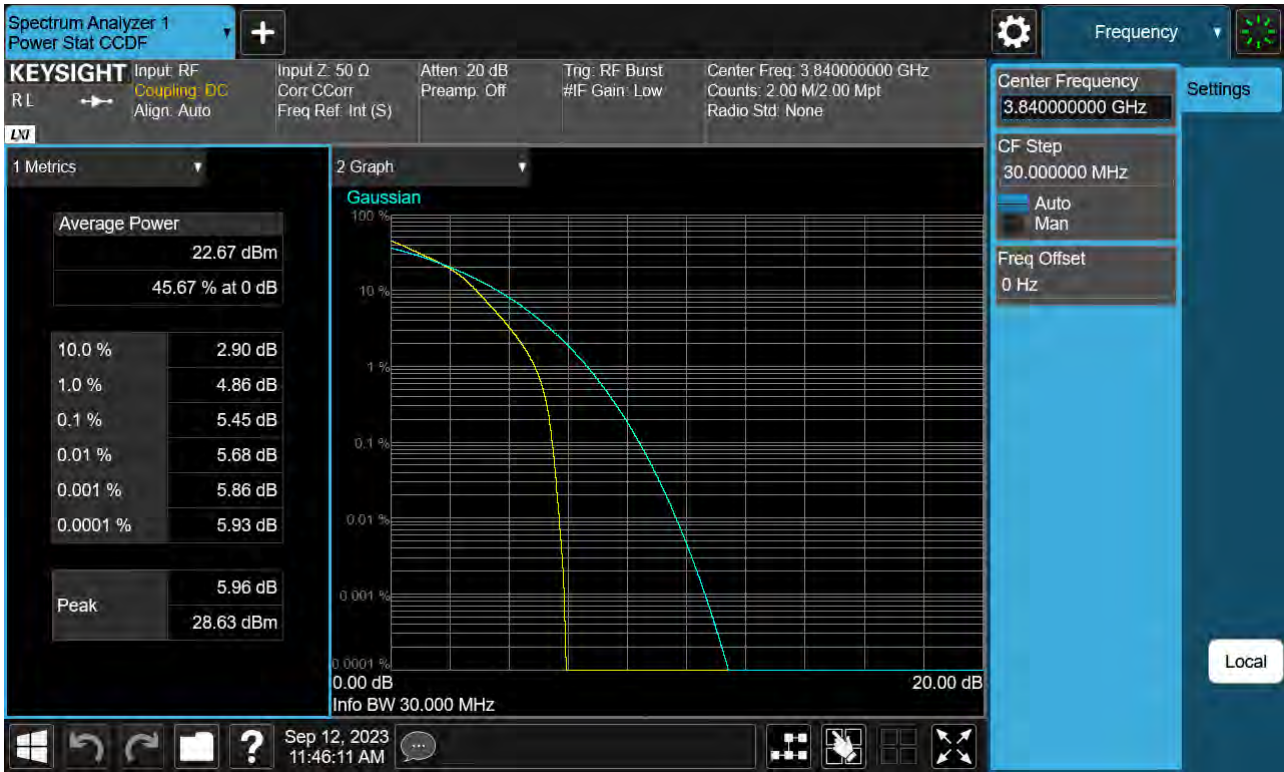 Spectrum Analyzer 1
Power Stat CCDF
+
Frequency
KEYSIGHT
RL
LXI
Input: RF
Coupling: DC
Align: Auto
Input Z: 50 Ω
Corr CCorr
Freq Ref: Int (S)
Atten: 20 dB
Preamp: Off
Trig: RF Burst
#IF Gain: Low
Center Freq: 3.840000000 GHz
Counts: 2.00 M/2.00 Mpt
Radio Std: None
Center Frequency
3.840000000 GHz
Settings
CF Step
30.000000 MHz
Auto
Man
Freq Offset
0 Hz
1 Metrics
Average Power
22.67 dBm
45.67 % at 0 dB
10.0 % 2.90 dB
1.0 % 4.86 dB
0.1 % 5.45 dB
0.01 % 5.68 dB
0.001 % 5.86 dB
0.0001 % 5.93 dB
Peak
5.96 dB
28.63 dBm
2 Graph
Gaussian
100 %
10 %
1 %
0.1 %
0.01 %
0.001 %
0.0001 %
0.00 dB 20.00 dB
Info BW 30.000 MHz
Local
?
Sep 12, 2023
11:46:11 AM